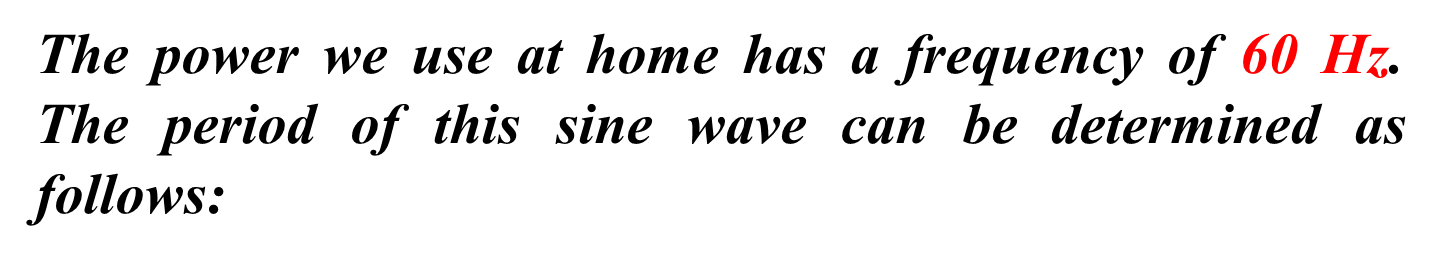 The power we use at home has a frequency of 60 Hz.
The period of this sine wave can be determined as
follows: